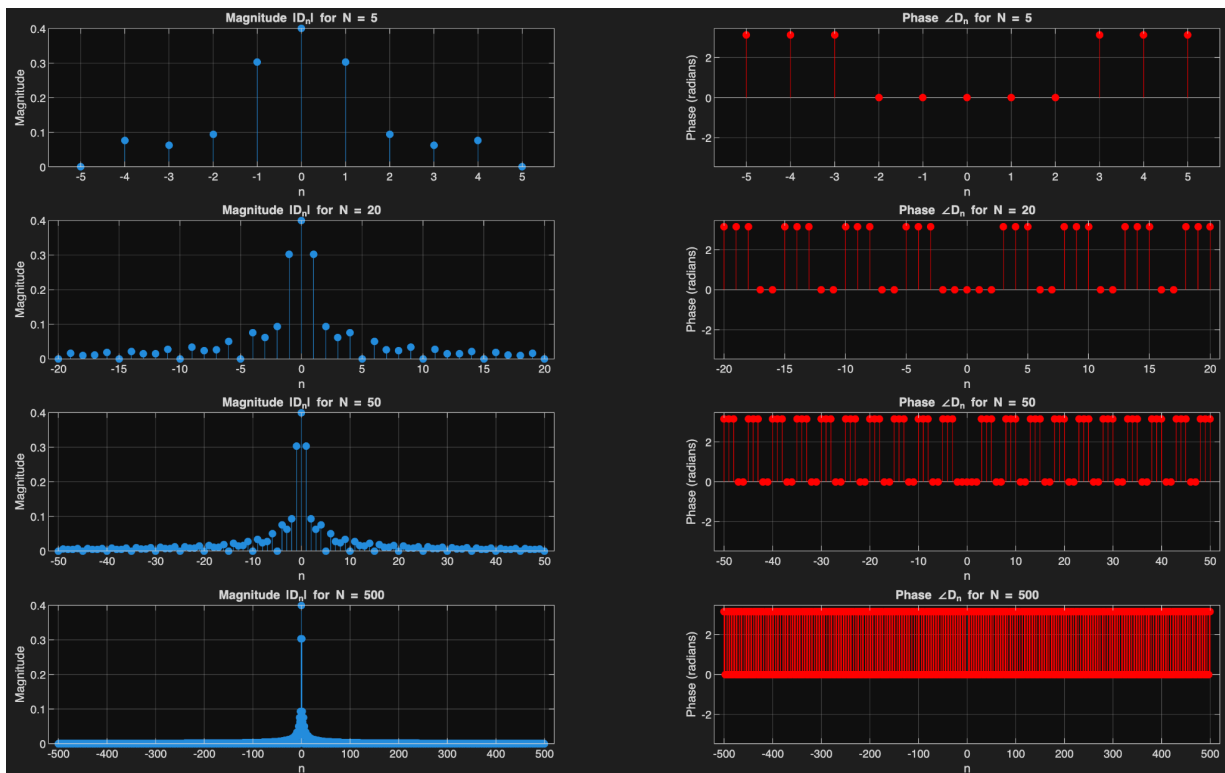 Magnitude |Dn| for N = 5
0.4
0.3
0.2
0.1
0
Magnitude
-5 -4 -3 -2 -1 0 1 2 3 4 5
n
Phase ∠Dn for N = 5
2
0
-2
Phase (radians)
-5 -4 -3 -2 -1 0 1 2 3 4 5
n
Magnitude |Dn| for N = 20
0.4
0.3
0.2
0.1
0
Magnitude
-20 -15 -10 -5 0 5 10 15 20
n
Phase ∠Dn for N = 20
2
0
-2
Phase (radians)
-20 -15 -10 -5 0 5 10 15 20
n
Magnitude |Dn| for N = 50
0.4
0.3
0.2
0.1
0
Magnitude
-50 -40 -30 -20 -10 0 10 20 30 40 50
n
Phase ∠Dn for N = 50
2
0
-2
Phase (radians)
-50 -40 -30 -20 -10 0 10 20 30 40 50
n
Magnitude |Dn| for N = 500
0.4
0.3
0.2
0.1
0
Magnitude
-500 -400 -300 -200 -100 0 100 200 300 400 500
n
Phase ∠Dn for N = 500
2
0
-2
Phase (radians)
-500 -400 -300 -200 -100 0 100 200 300 400 500
n